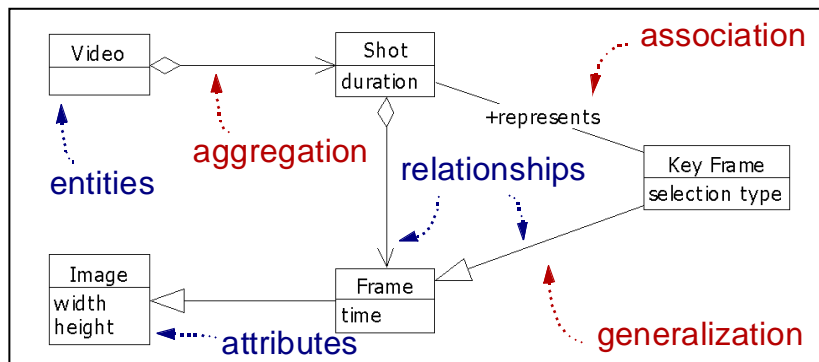 Video
Shot
duration
association
+represents
aggregation
entities
relationships
Key Frame
selection type
Image
width
height
Frame
time
attributes
generalization